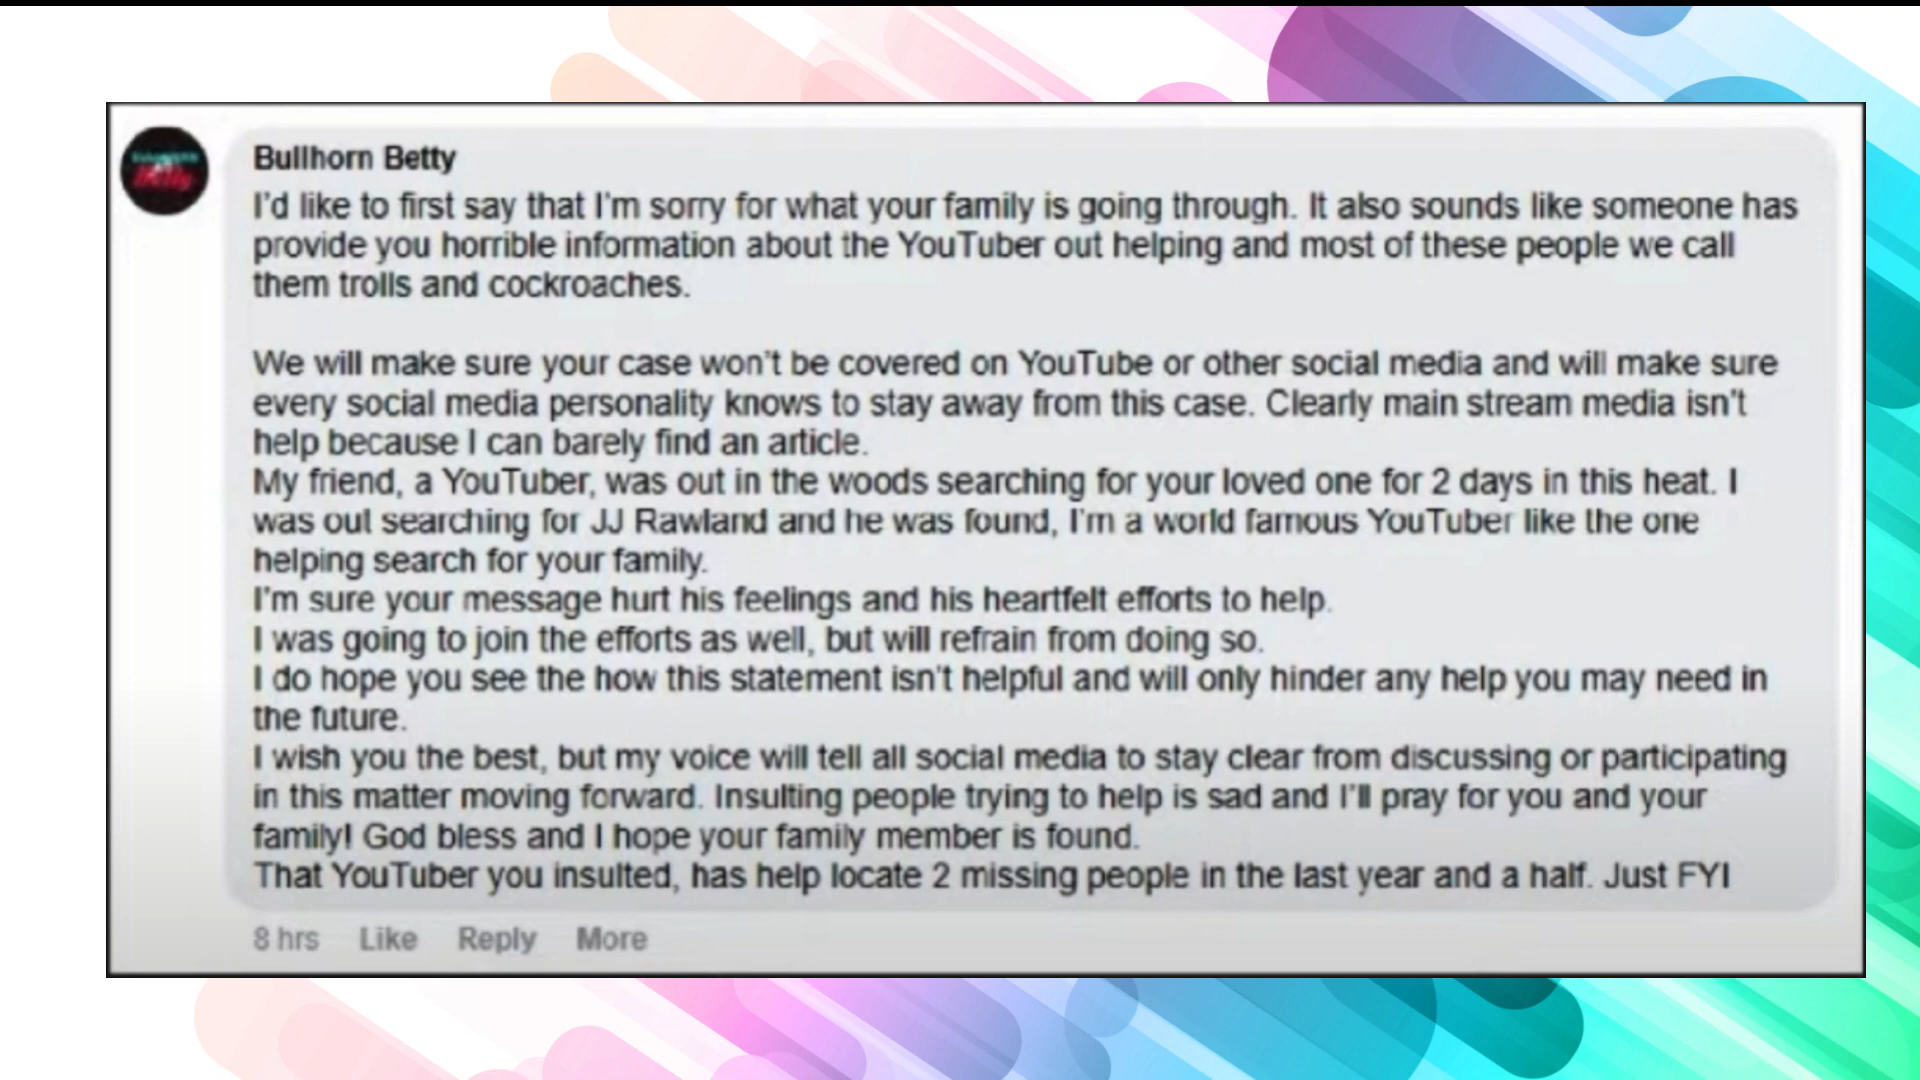 Betty
Bullhorn Betty
I'd like to first say that I'm sorry for what your family is going through. It also sounds like someone has
provide you horrible information about the YouTuber out helping and most of these people we call
them trolls and cockroaches.
We will make sure your case won't be covered on YouTube or other social media and will make sure
every social media personality knows to stay away from this case. Clearly main stream media isn't
help because I can barely find an article.
My friend, a YouTuber, was out in the woods searching for your loved one for 2 days in this heat. I
was out searching for JJ Rawland and he was found, I'm a world famous YouTuber like the one
helping search for your family.
I'm sure your message hurt his feelings and his heartfelt efforts to help.
I was going to join the efforts as well, but will refrain from doing so.
I do hope you see the how this statement isn't helpful and will only hinder any help you may need in
the future.
I wish you the best, but my voice will tell all social media to stay clear from discussing or participating
in this matter moving forward. Insulting people trying to help is sad and I'll pray for you and your
family! God bless and I hope your family member is found.
That YouTuber you insulted, has help locate 2 missing people in the last year and a half. Just FYI
8 hrs Like Reply More